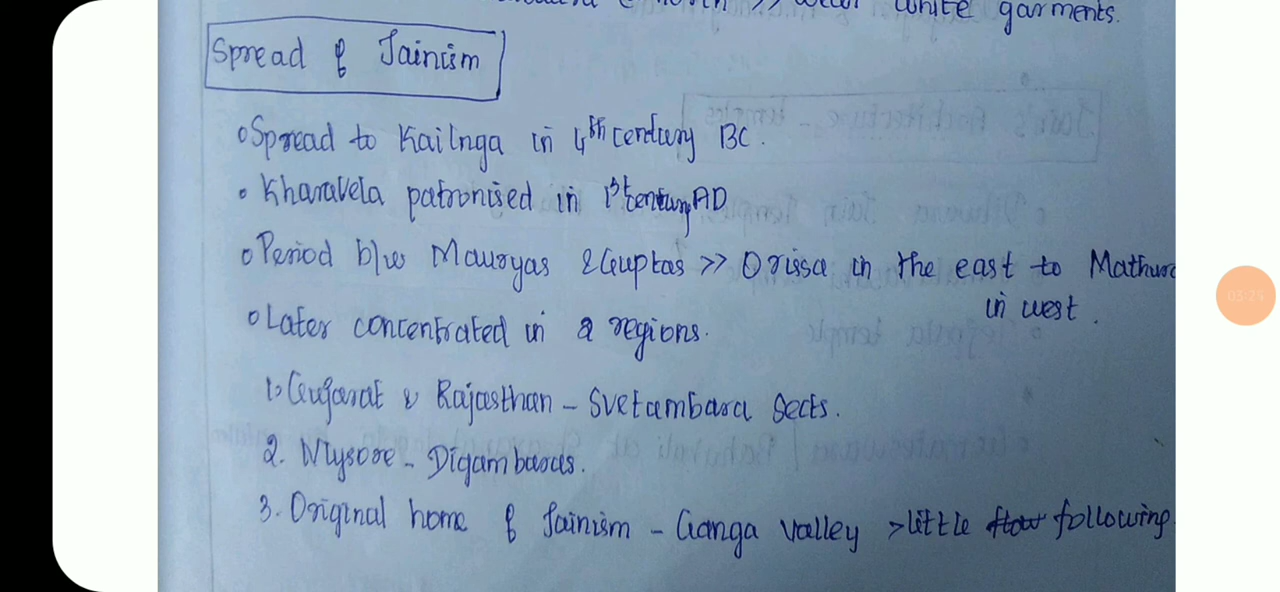 white garments.
Spread of Jainism
Spread to Kailnga in 4th century BC.
Kharavela patronised in 1st century AD
Period b/w Mauryas & Guptas >> Orissa in the east to Mathura
in west.
Later concentrated in 2 regions.
1. Gujarat & Rajasthan - Svetambara Sects.
2. Mysore - Digambaras.
3. Original home of Jainism - Ganga valley > little following
03:25